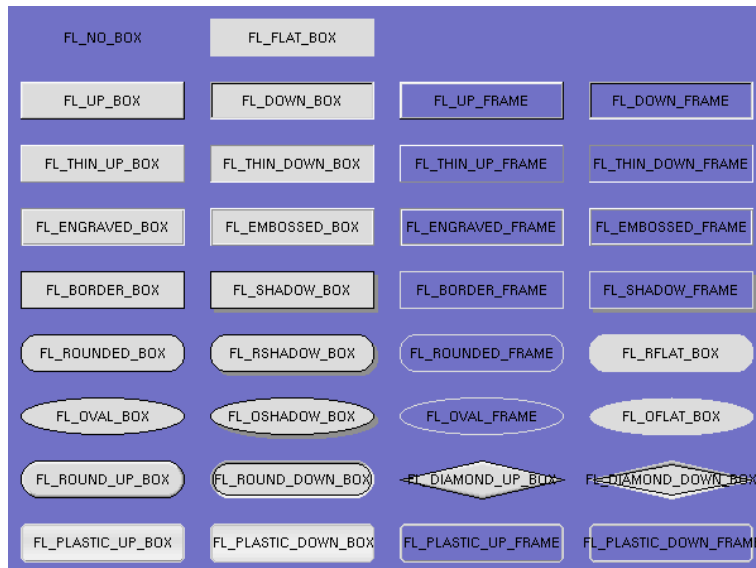 FL_NO_BOX FL_FLAT_BOX
FL_UP_BOX FL_DOWN_BOX FL_UP_FRAME FL_DOWN_FRAME
FL_THIN_UP_BOX FL_THIN_DOWN_BOX FL_THIN_UP_FRAME FL_THIN_DOWN_FRAME
FL_ENGRAVED_BOX FL_EMBOSSED_BOX FL_ENGRAVED_FRAME FL_EMBOSSED_FRAME
FL_BORDER_BOX FL_SHADOW_BOX FL_BORDER_FRAME FL_SHADOW_FRAME
FL_ROUNDED_BOX FL_RSHADOW_BOX FL_ROUNDED_FRAME FL_RFLAT_BOX
FL_OVAL_BOX FL_OSHADOW_BOX FL_OVAL_FRAME FL_OFLAT_BOX
FL_ROUND_UP_BOX FL_ROUND_DOWN_BOX FL_DIAMOND_UP_BOX FL_DIAMOND_DOWN_BOX
FL_PLASTIC_UP_BOX FL_PLASTIC_DOWN_BOX FL_PLASTIC_UP_FRAME FL_PLASTIC_DOWN_FRAME